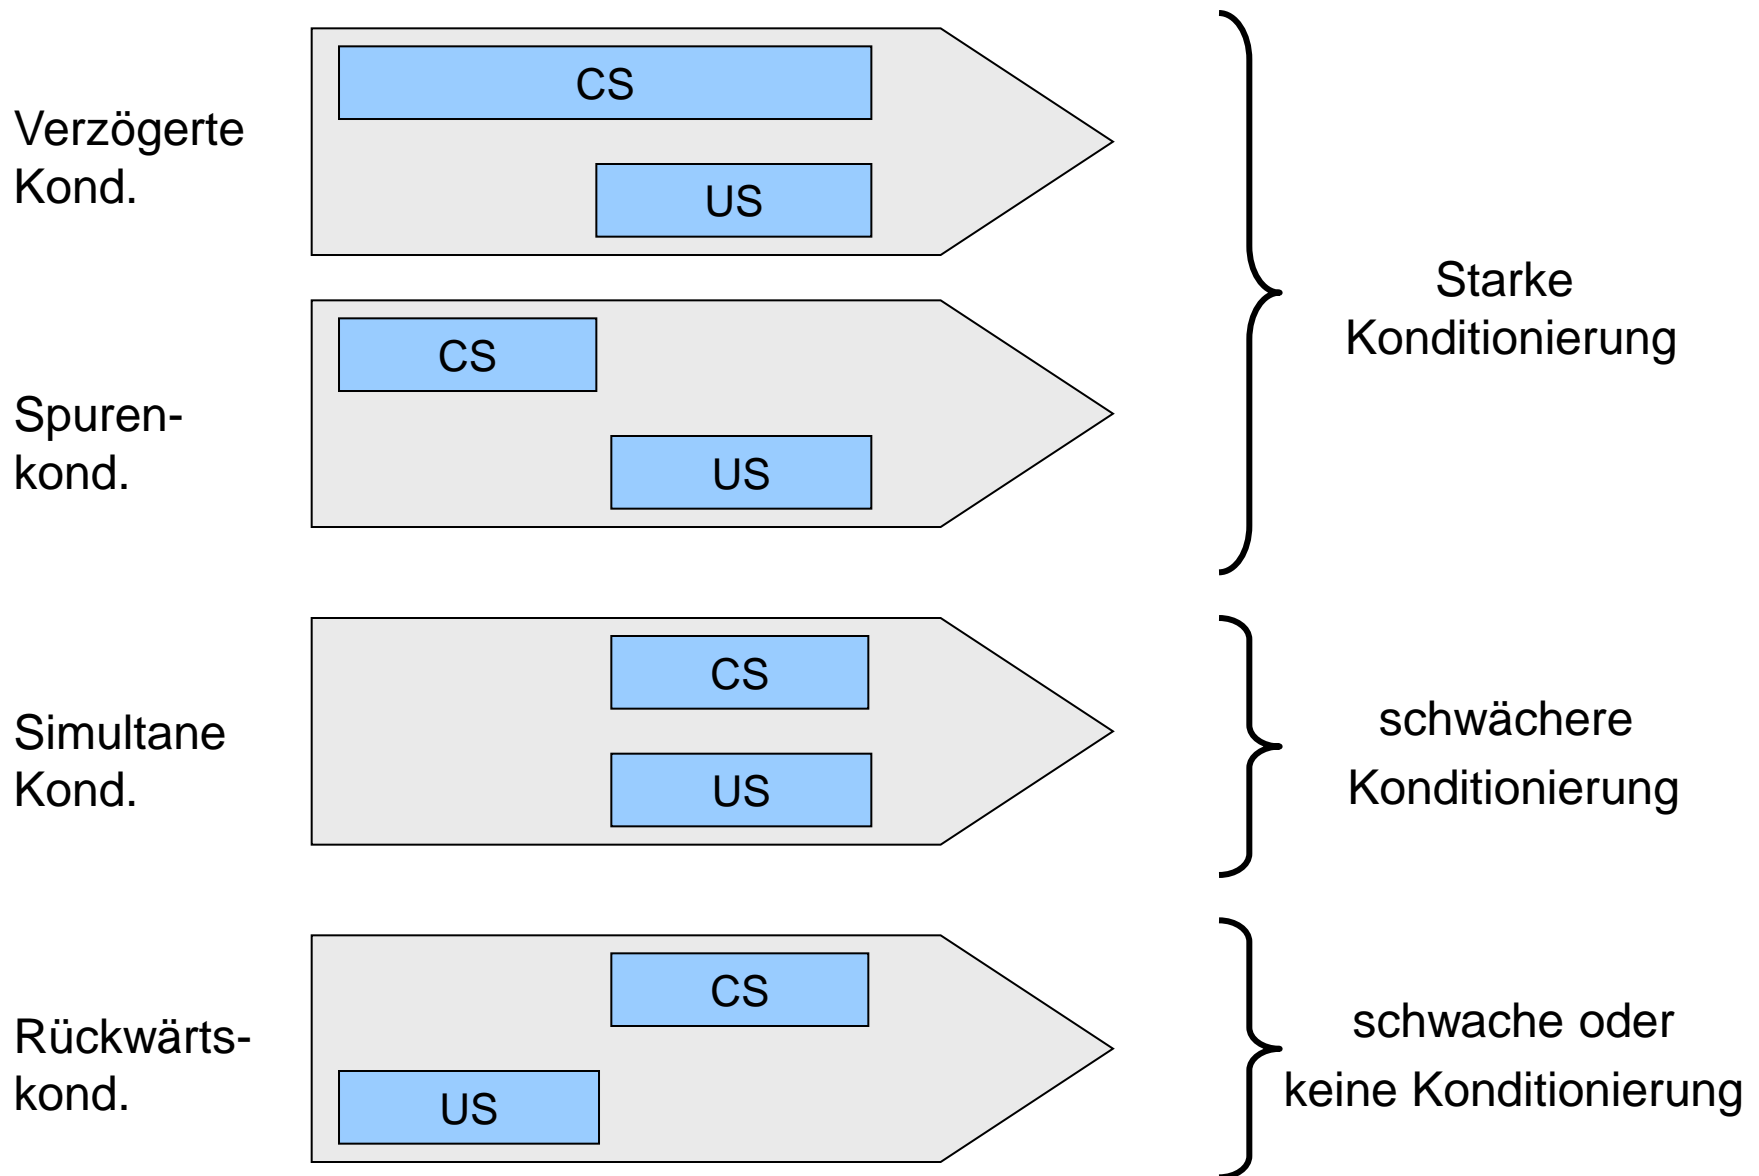 Verzögerte
Kond.
CS
US
Spuren-
kond.
CS
US
Starke
Konditionierung
Simultane
Kond.
CS
US
schwächere
Konditionierung
Rückwärts-
kond.
CS
US
schwache oder
keine Konditionierung